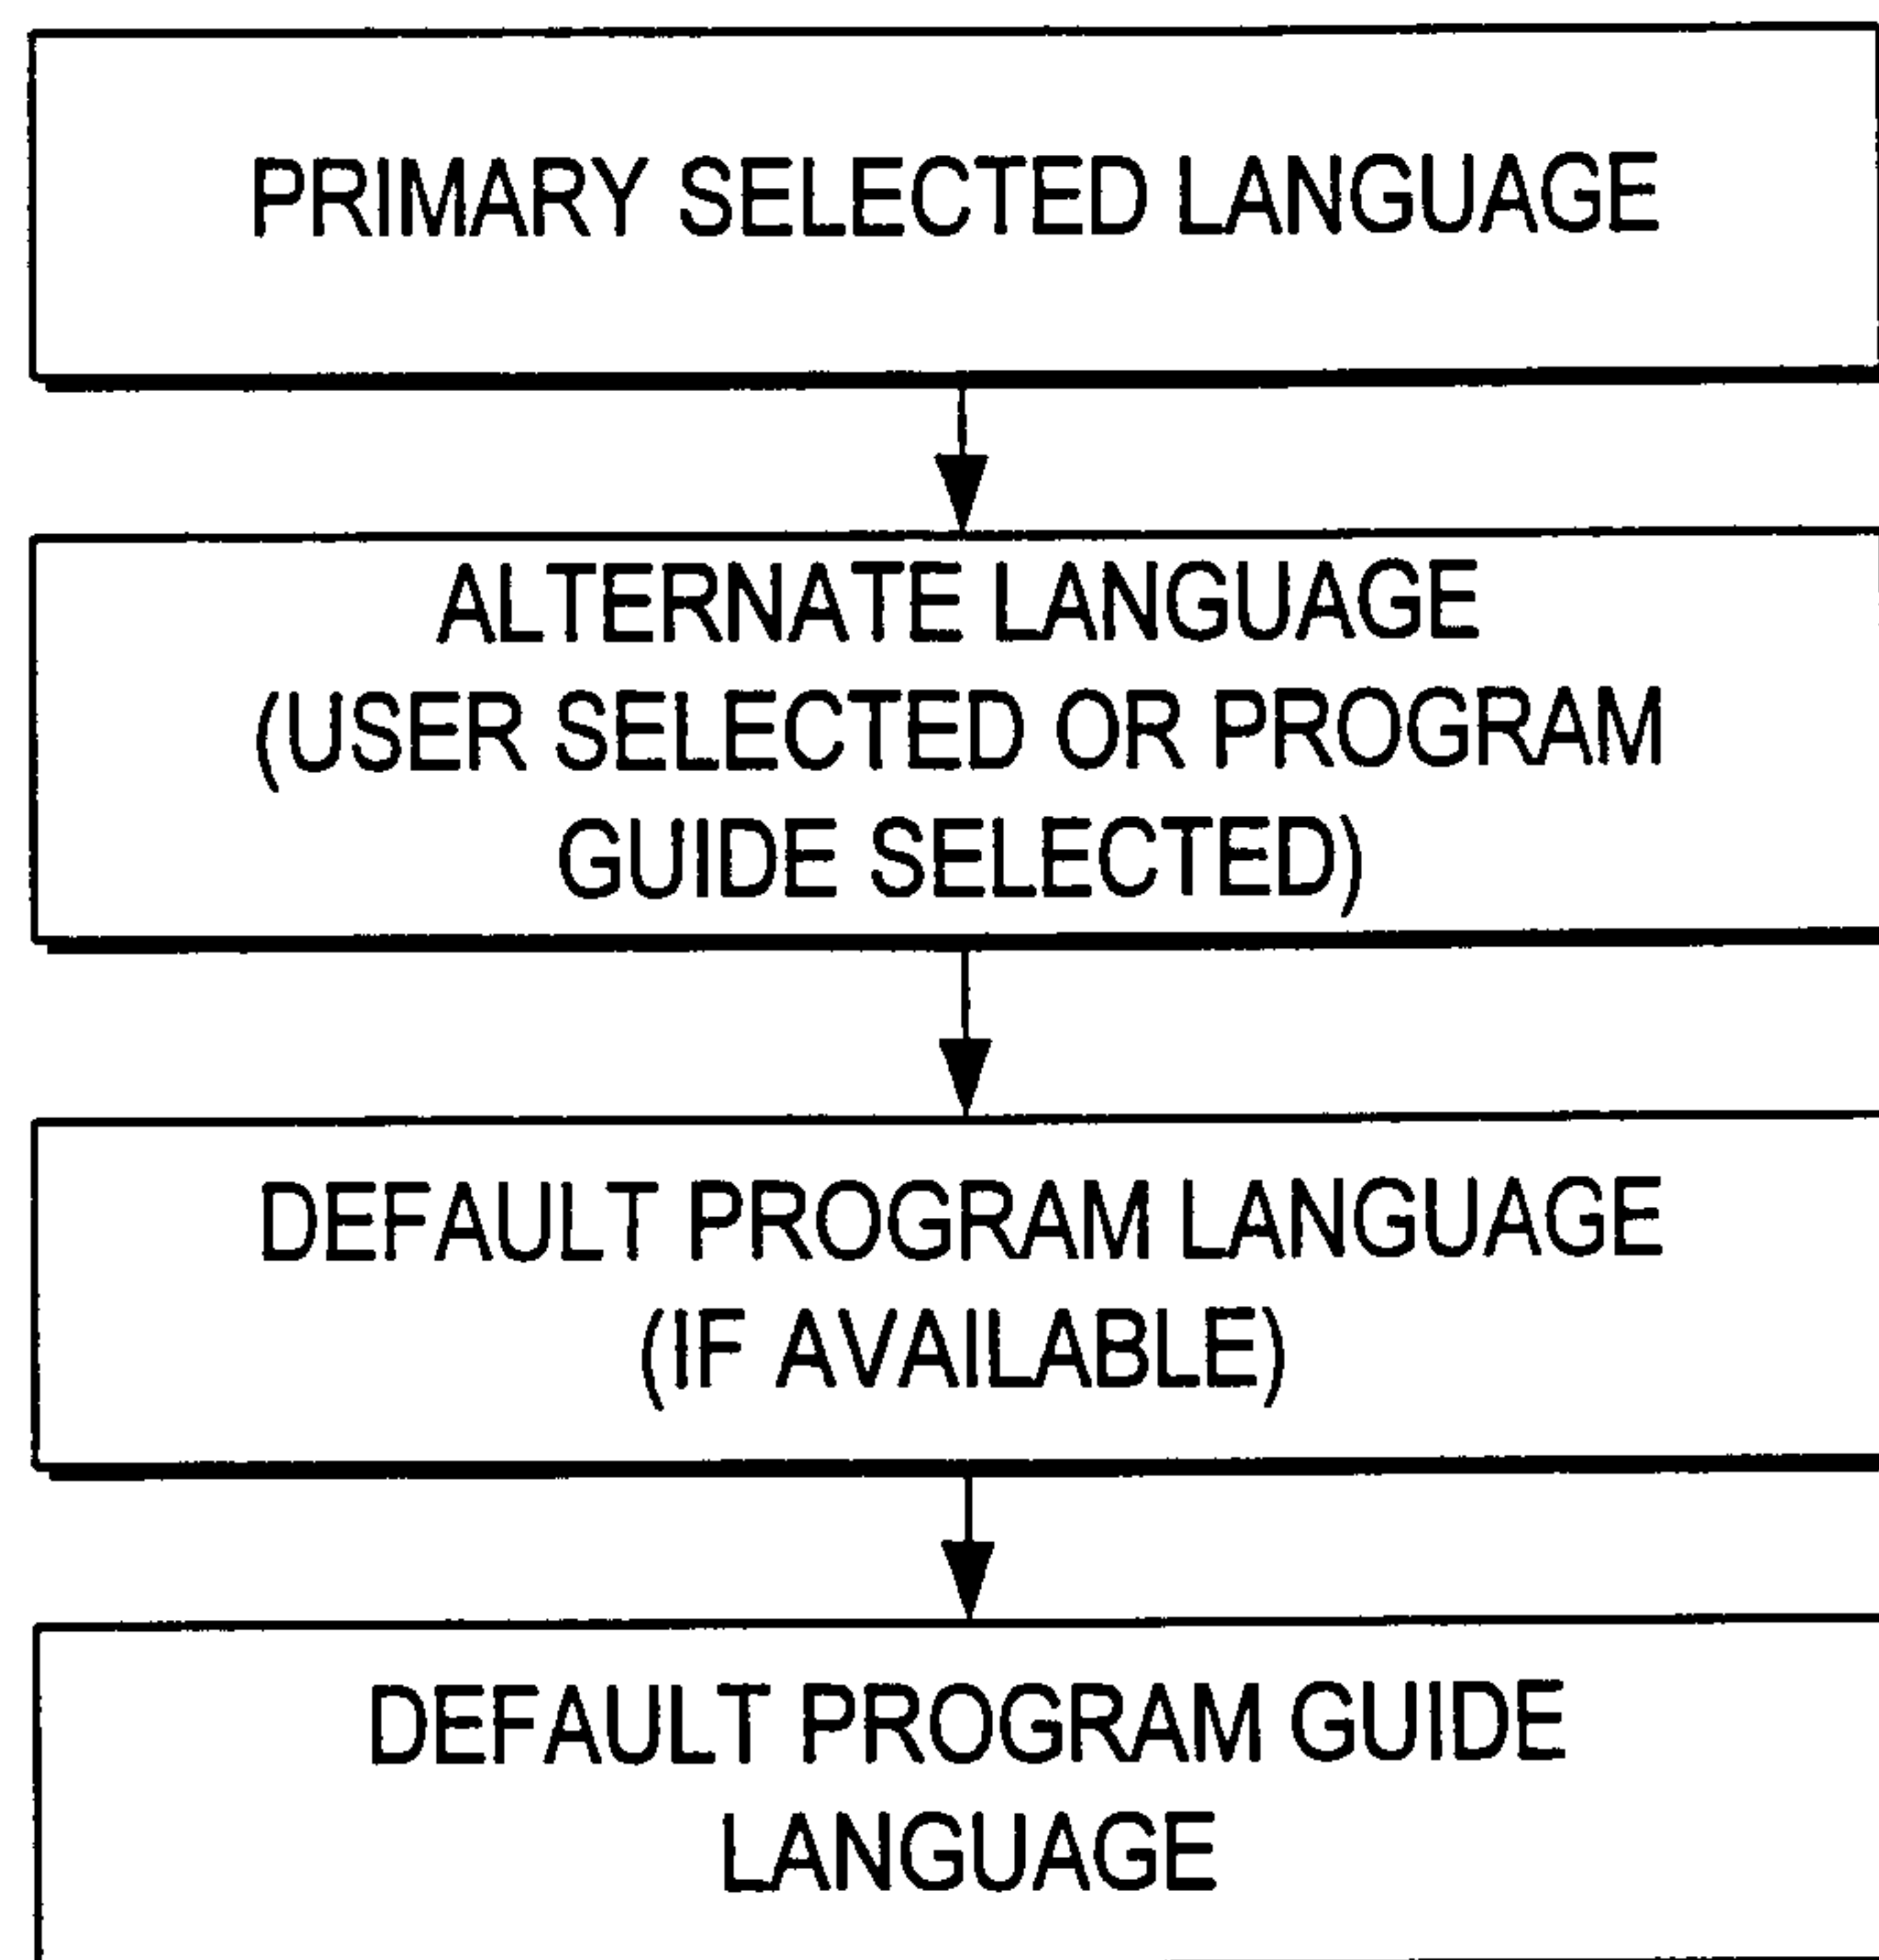 PRIMARY SELECTED LANGUAGE
ALTERNATE LANGUAGE
(USER SELECTED OR PROGRAM
GUIDE SELECTED)
DEFAULT PROGRAM LANGUAGE
(IF AVAILABLE)
DEFAULT PROGRAM GUIDE
LANGUAGE